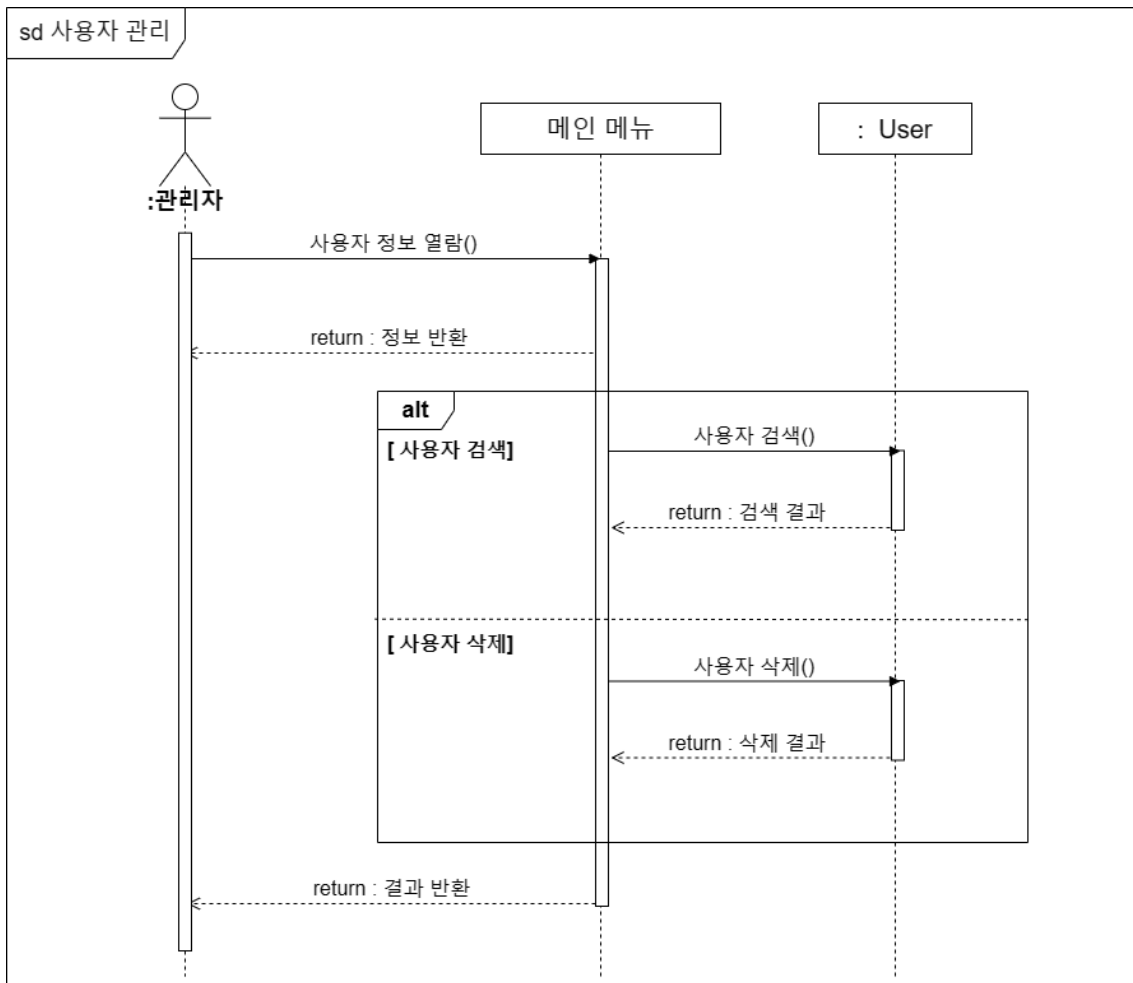 sd 사용자 관리
메인 메뉴
: User
:관리자
사용자 정보 열람()
return : 정보 반환
alt
사용자 검색()
[ 사용자 검색]
return : 검색 결과
[ 사용자 삭제]
사용자 삭제()
return : 삭제 결과
return : 결과 반환